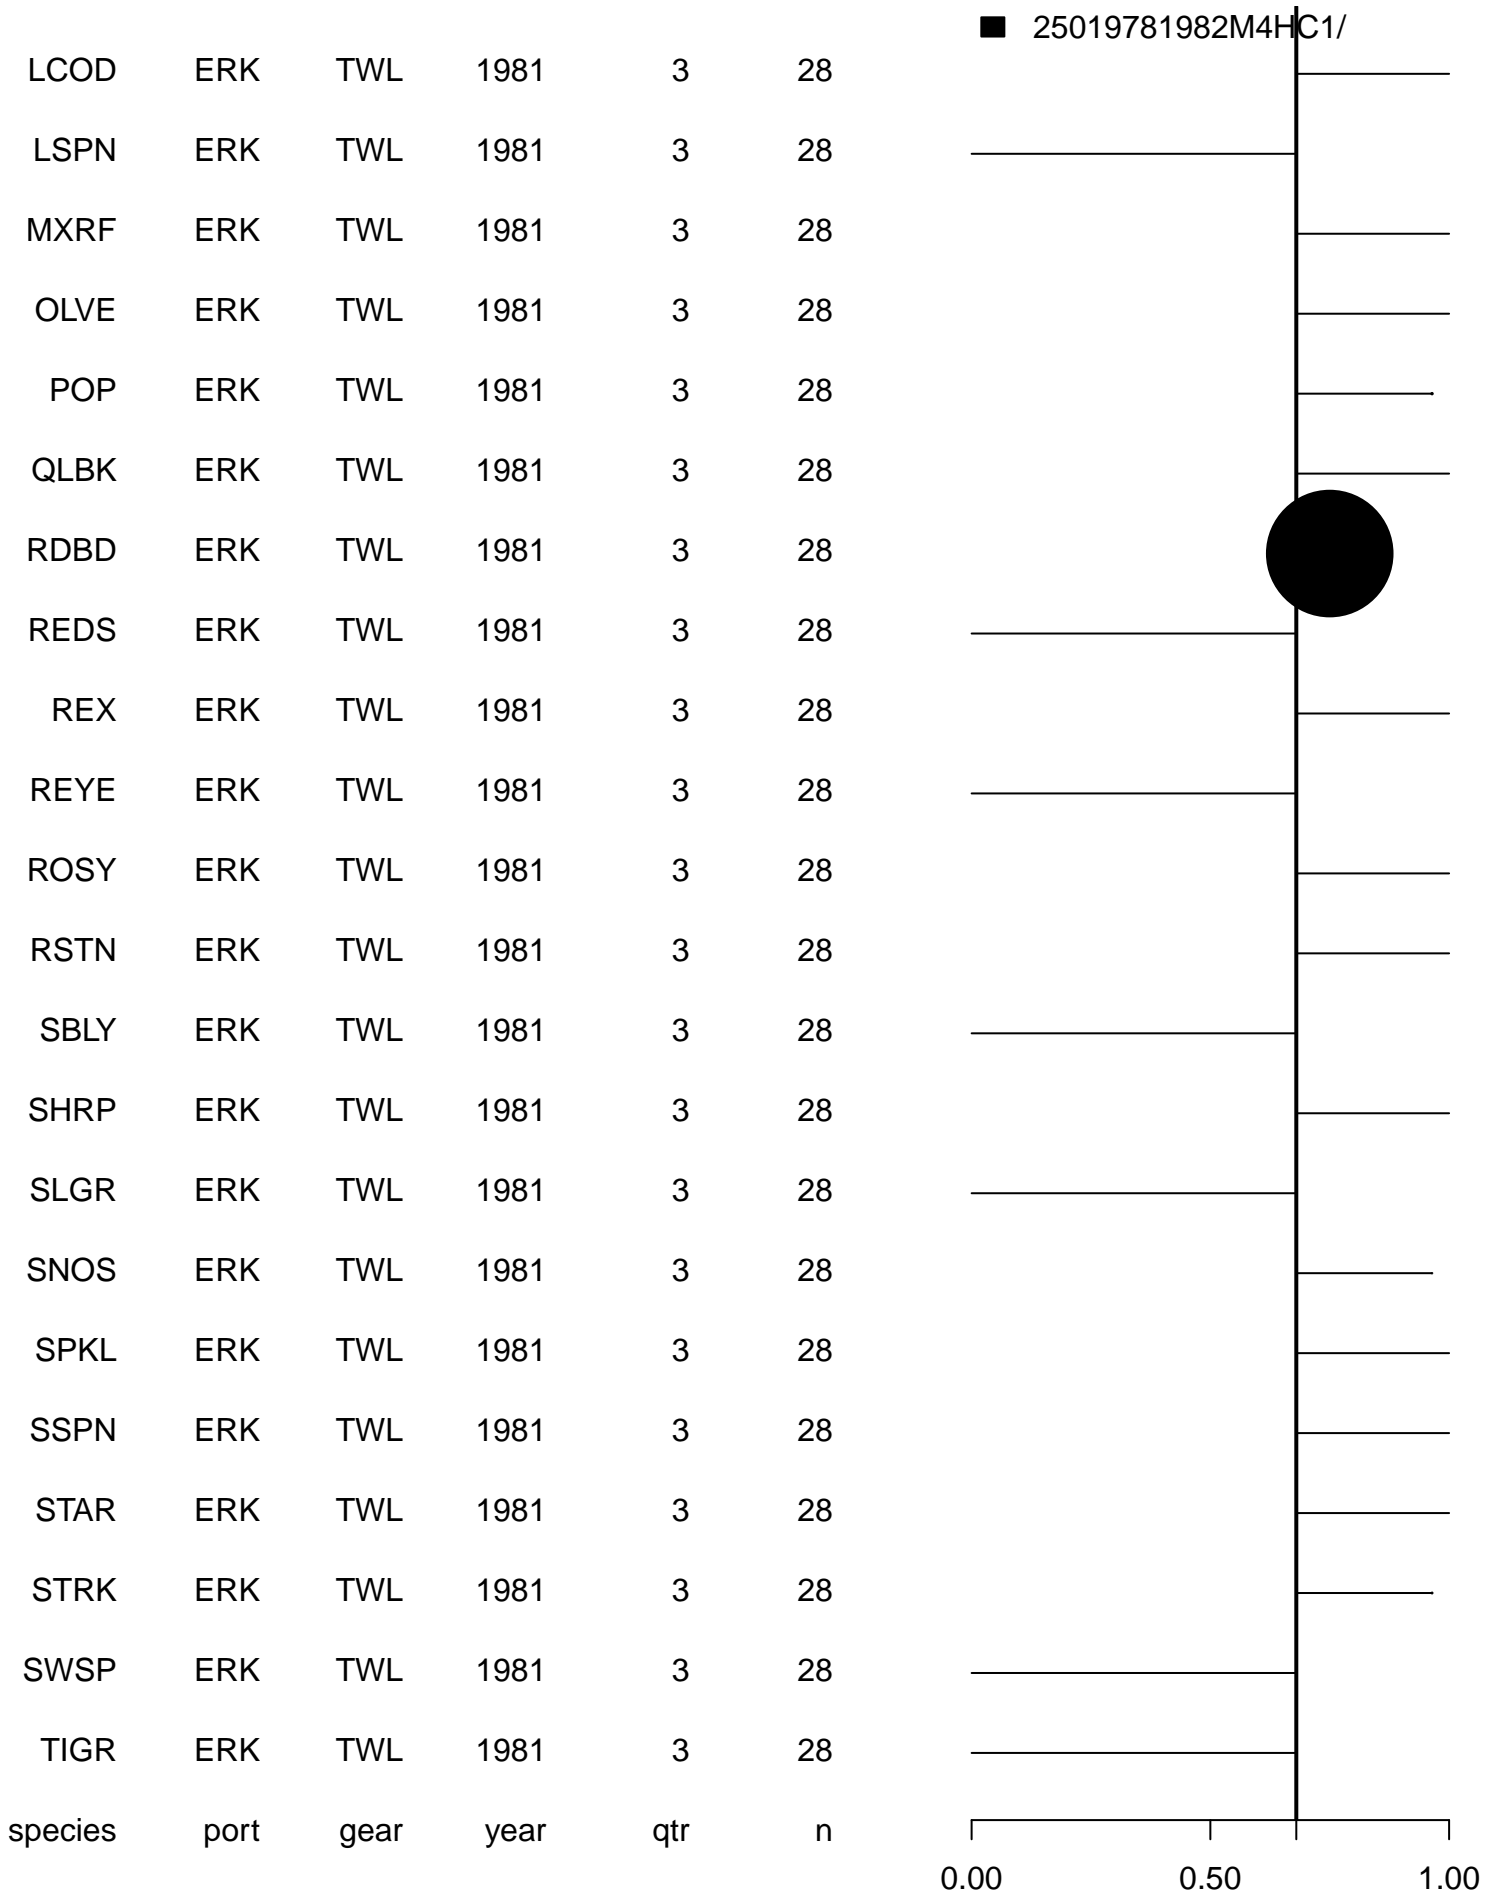 25019781982M4HC1/
LCOD ERK TWL 1981 3 28
LSPN ERK TWL 1981 3 28
MXRF ERK TWL 1981 3 28
OLVE ERK TWL 1981 3 28
POP ERK TWL 1981 3 28
QLBK ERK TWL 1981 3 28
RDBD ERK TWL 1981 3 28
REDS ERK TWL 1981 3 28
REX ERK TWL 1981 3 28
REYE ERK TWL 1981 3 28
ROSY ERK TWL 1981 3 28
RSTN ERK TWL 1981 3 28
SBLY ERK TWL 1981 3 28
SHRP ERK TWL 1981 3 28
SLGR ERK TWL 1981 3 28
SNOS ERK TWL 1981 3 28
SPKL ERK TWL 1981 3 28
SSPN ERK TWL 1981 3 28
STAR ERK TWL 1981 3 28
STRK ERK TWL 1981 3 28
SWSP ERK TWL 1981 3 28
TIGR ERK TWL 1981 3 28
species port gear year qtr n
0.00 0.50 1.00